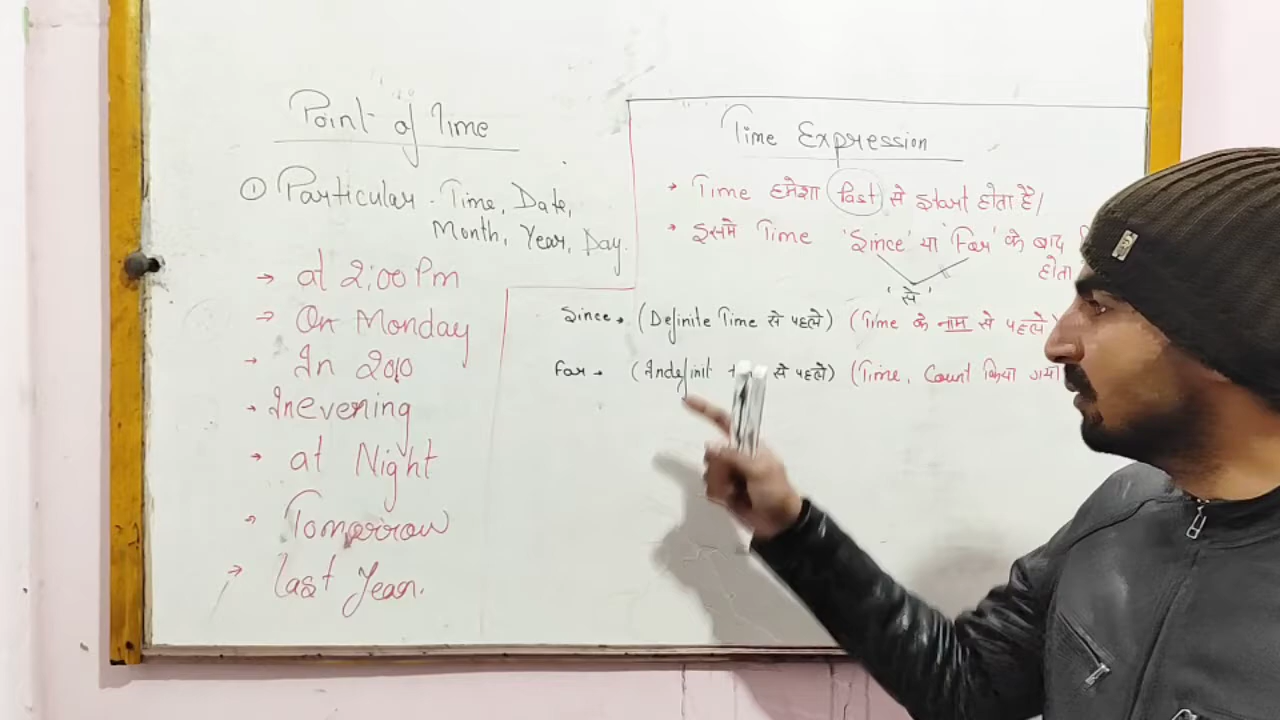 Point of Time
① Particular. Time, Date,
Month, Year, Day.
→ at 2:00 Pm
→ On Monday
→ In 2010
→ In evening
→ at Night
→ Tomorrow
→ last Year.
Time Expression
→ Time हमेशा Past से start होता है।
→ इसमे Time 'Since' या 'For' के बाद
होता
'से'
Since → (Definite Time से पहले) (Time के नाम से पहले)
For → (Indefinit से पहले) (Time, Count किया गया